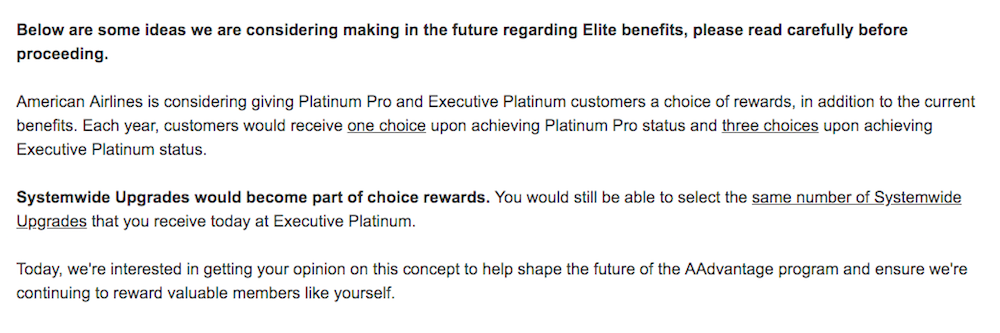 Below are some ideas we are considering making in the future regarding Elite benefits, please read carefully before
proceeding.
American Airlines is considering giving Platinum Pro and Executive Platinum customers a choice of rewards, in addition to the current
benefits. Each year, customers would receive one choice upon achieving Platinum Pro status and three choices upon achieving
Executive Platinum status.
Systemwide Upgrades would become part of choice rewards. You would still be able to select the same number of Systemwide
Upgrades that you receive today at Executive Platinum.
Today, we're interested in getting your opinion on this concept to help shape the future of the AAdvantage program and ensure we're
continuing to reward valuable members like yourself.